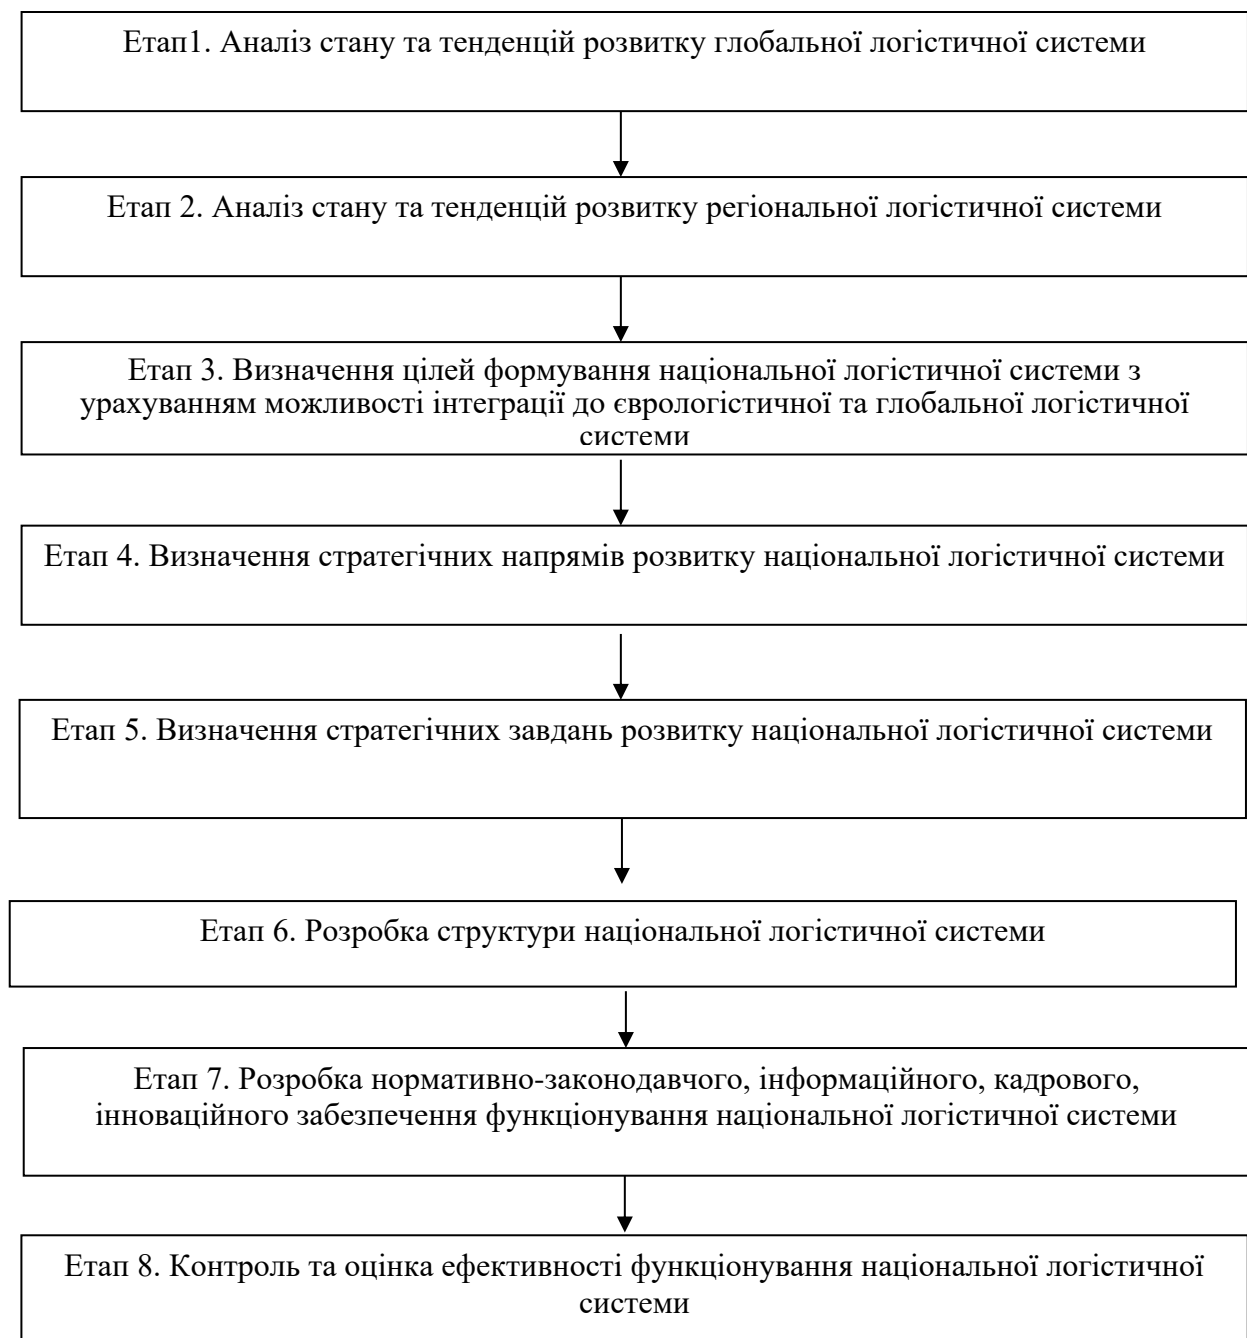 Етап1. Аналіз стану та тенденцій розвитку глобальної логістичної системи
Етап 2. Аналіз стану та тенденцій розвитку регіональної логістичної системи
Етап 3. Визначення цілей формування національної логістичної системи з
урахуванням можливості інтеграції до єврологістичної та глобальної логістичної
системи
Етап 4. Визначення стратегічних напрямів розвитку національної логістичної системи
Етап 5. Визначення стратегічних завдань розвитку національної логістичної системи
Етап 6. Розробка структури національної логістичної системи
Етап 7. Розробка нормативно-законодавчого, інформаційного, кадрового,
інноваційного забезпечення функціонування національної логістичної системи
Етап 8. Контроль та оцінка ефективності функціонування національної логістичної
системи